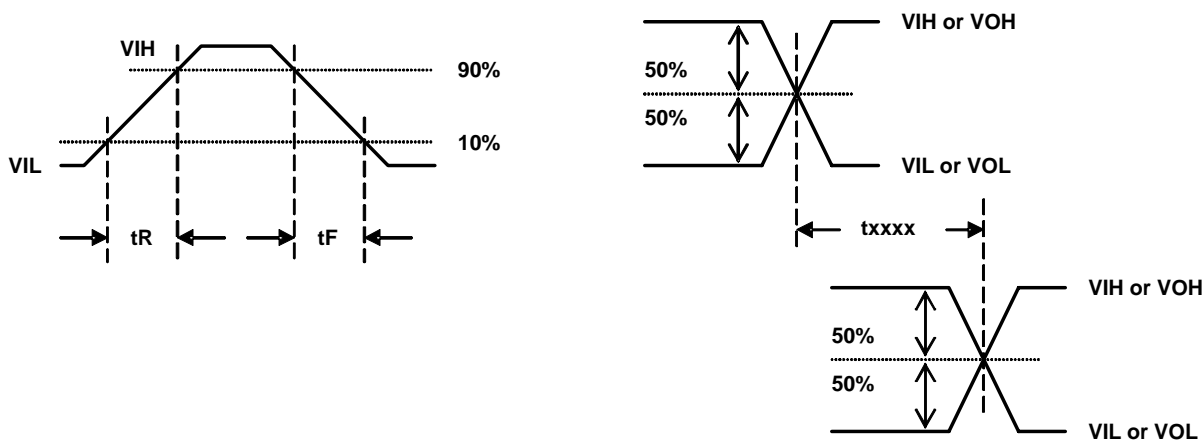 VIH
90%
10%
VIL
tR
tF
VIH or VOH
50%
50%
VIL or VOL
txxxx
VIH or VOH
50%
50%
VIL or VOL